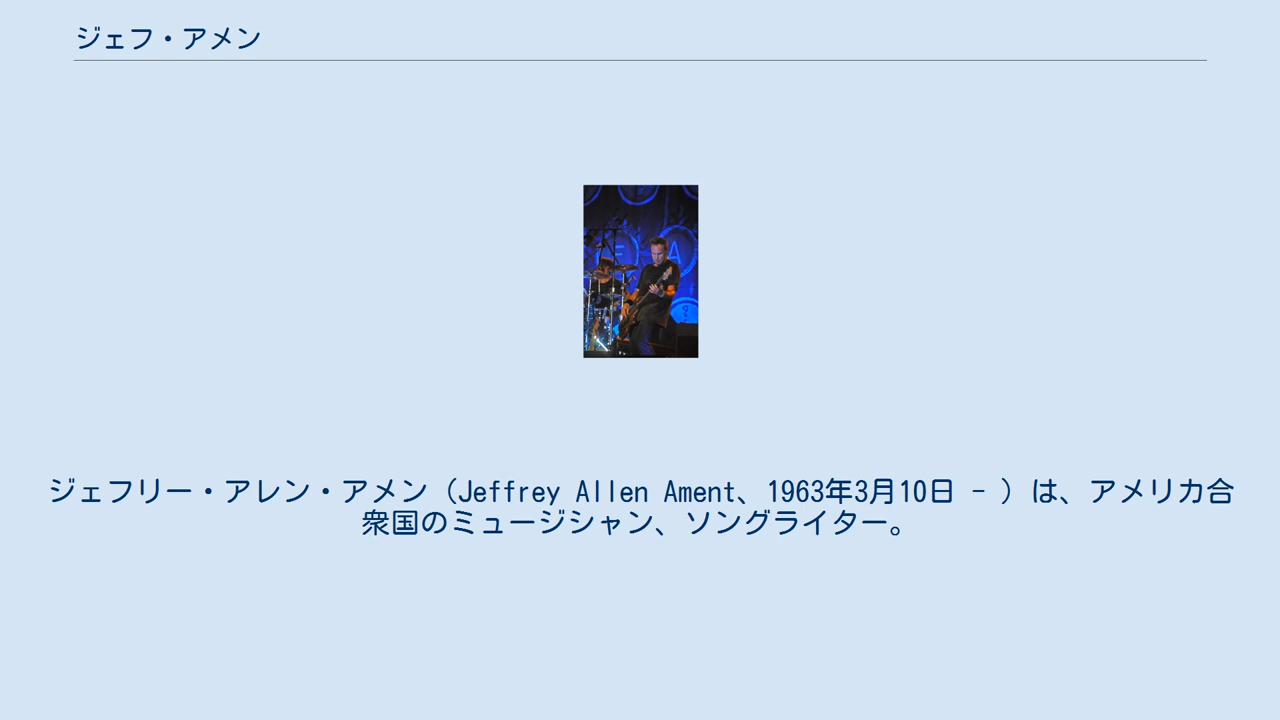 ジェフ・アメン
ジェフリー・アレン・アメン（Jeffrey Allen Ament、1963年3月10日 - ）は、アメリカ合
衆国のミュージシャン、ソングライター。